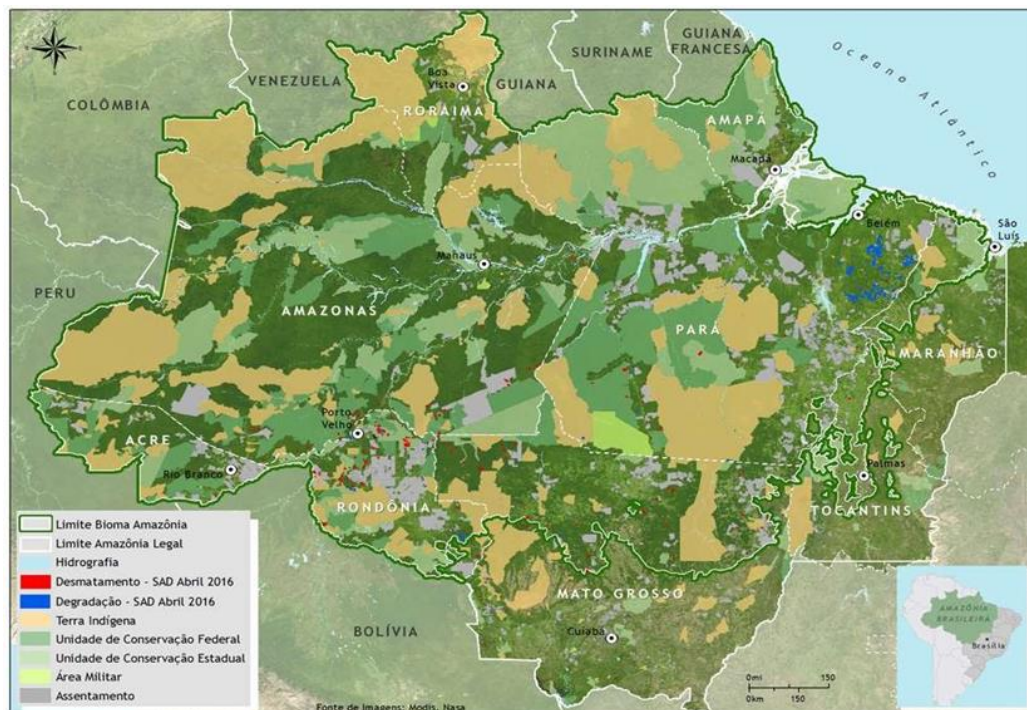 GUIANA
FRANCESA
SURINAME
VENEZUELA
GUIANA
COLÔMBIA
Oceano Atlântico
Boa
Vista
RORAIMA
AMAPÁ
Macapá
Belém
São
Luís
Manaus
PERU
AMAZONAS
PARÁ
MARANHÃO
Porto
Velho
ACRE
Rio Branco
Palmas
RONDÔNIA
TOCANTINS
MATO GROSSO
BOLÍVIA
Cuiabá
Limite Bioma Amazônia
Limite Amazônia Legal
Hidrografia
Desmatamento - SAD Abril 2016
Degradação - SAD Abril 2016
Terra Indígena
Unidade de Conservação Federal
Unidade de Conservação Estadual
Área Militar
Assentamento
AMAZÔNIA
BRASILEIRA
Brasília
0mi 150
0km 150
Fonte de Imagens: Modis, Nasa